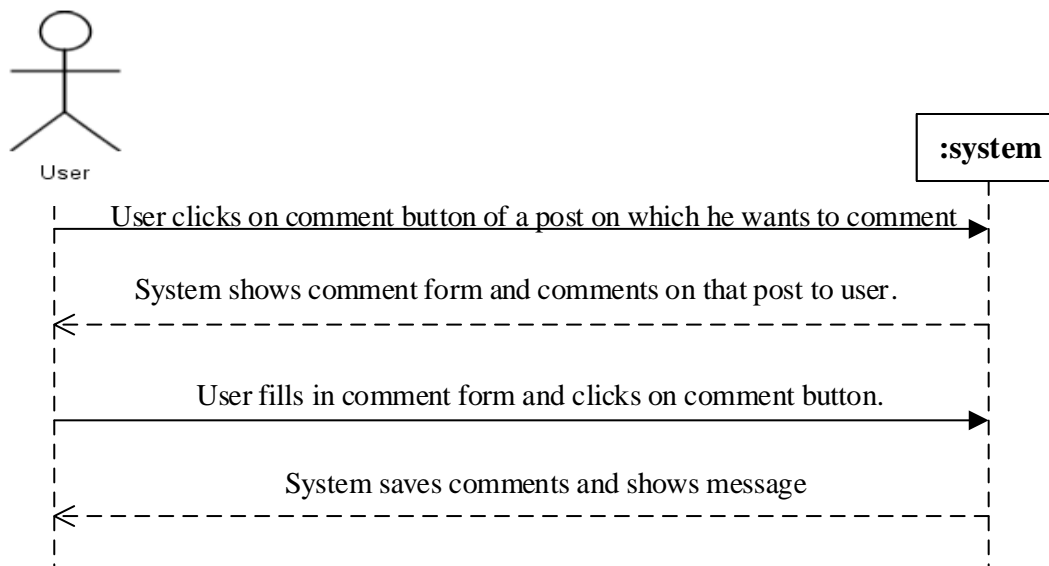 User
:system
User clicks on comment button of a post on which he wants to comment
System shows comment form and comments on that post to user.
User fills in comment form and clicks on comment button.
System saves comments and shows message